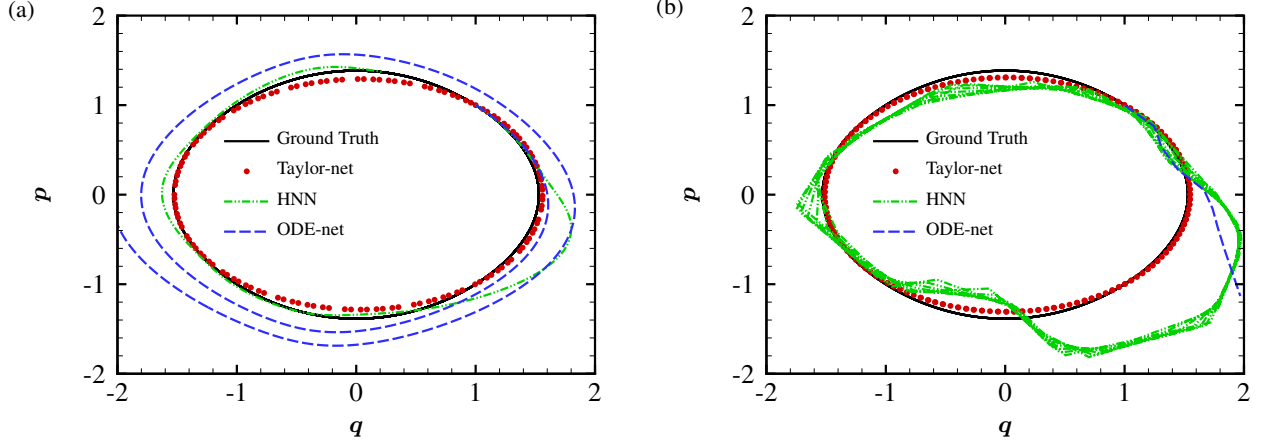 (a)
2
1
0
-1
-2
p
-2
-1
0
1
2
q
Ground Truth
Taylor-net
HNN
ODE-net
(b)
2
1
0
-1
-2
p
-2
-1
0
1
2
q
Ground Truth
Taylor-net
HNN
ODE-net